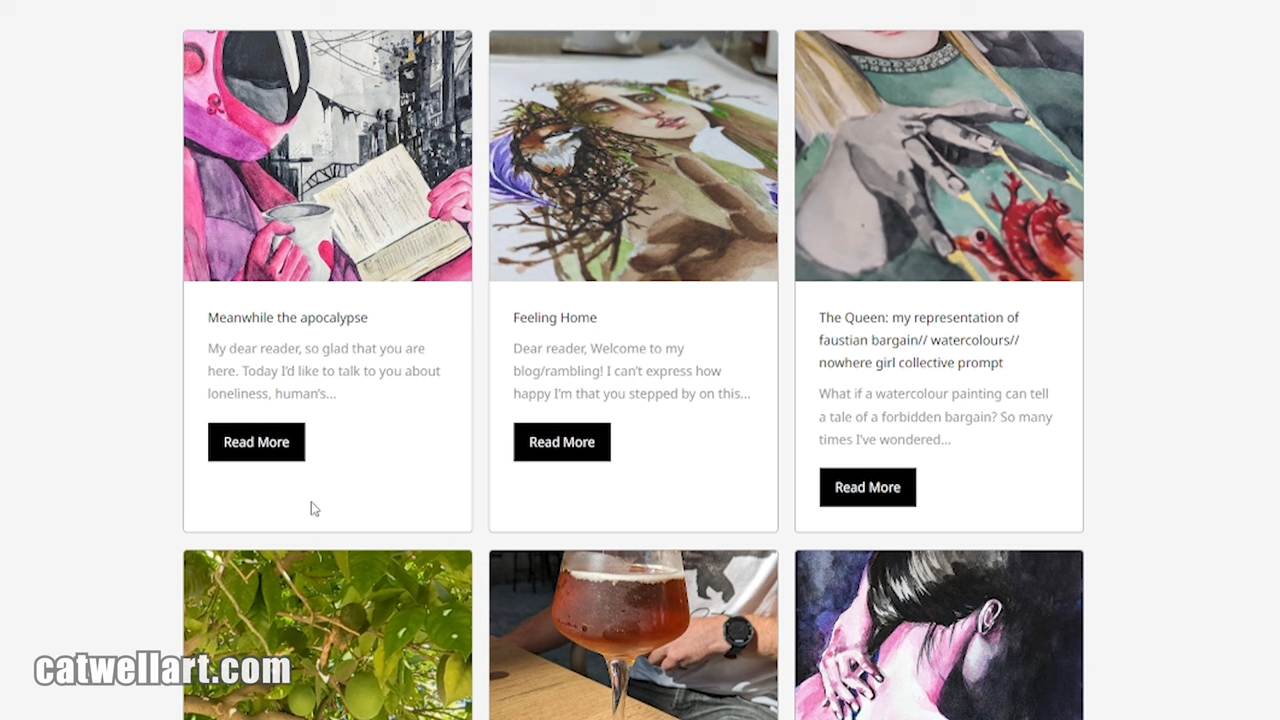 Meanwhile the apocalypse
My dear reader, so glad that you are
here. Today I'd like to talk to you about
loneliness, human's...
Read More
Feeling Home
Dear reader, Welcome to my
blog/rambling! I can't express how
happy I'm that you stepped by on this...
Read More
The Queen: my representation of
faustian bargain// watercolours//
nowhere girl collective prompt
What if a watercolour painting can tell
a tale of a forbidden bargain? So many
times I've wondered...
Read More
catwellart.com